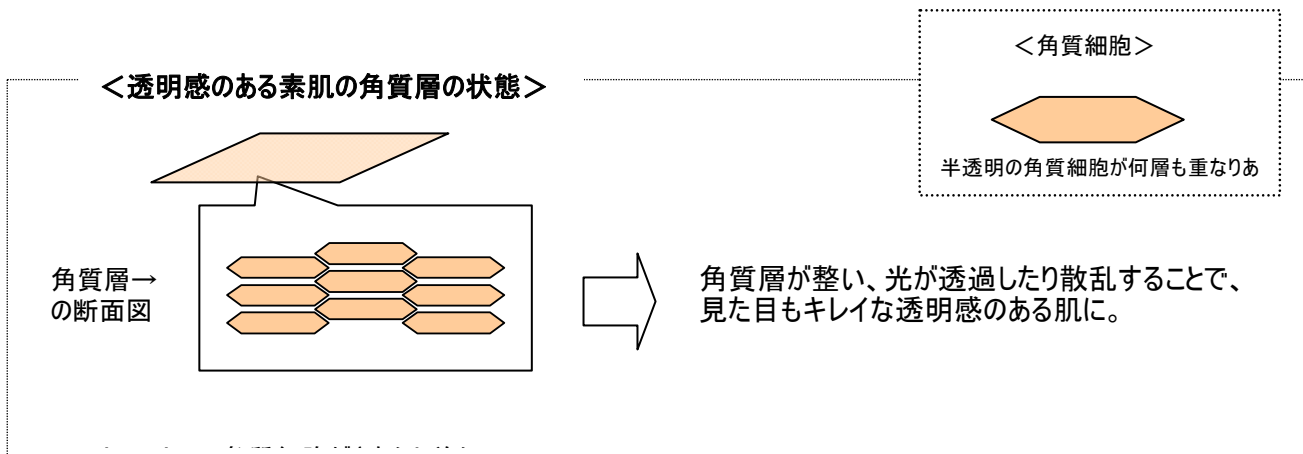 ＜角質細胞＞
＜透明感のある素肌の角質層の状態＞
半透明の角質細胞が何層も重なりあ
角質層→
の断面図
角質層が整い、光が透過したり散乱することで、
見た目もキレイな透明感のある肌に。